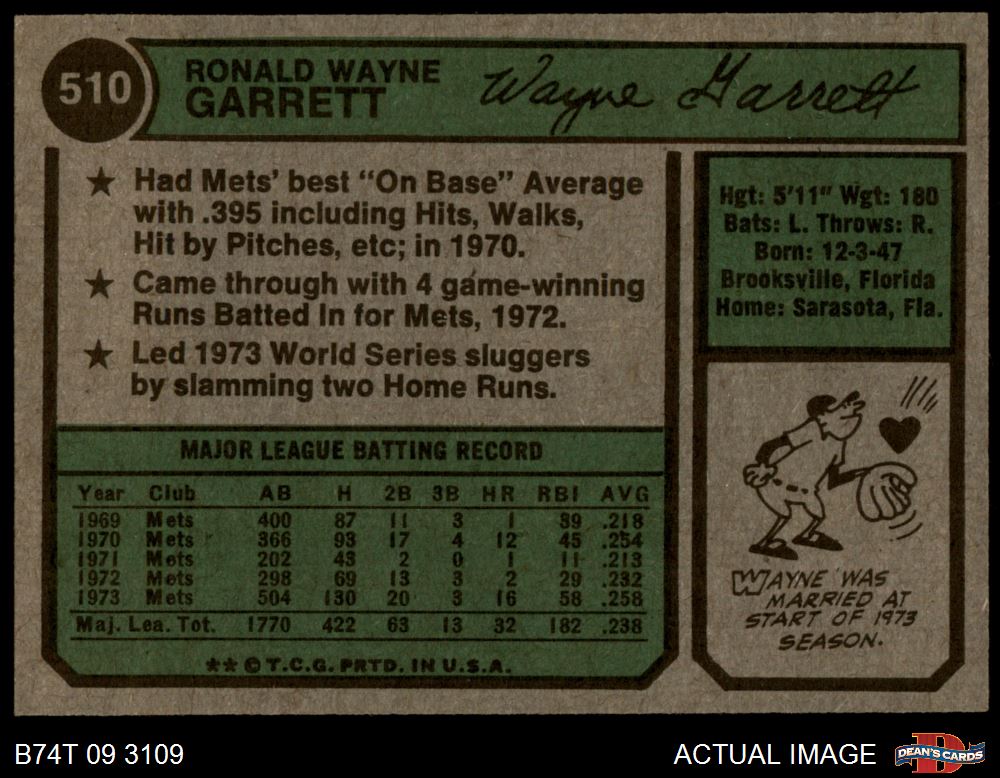 510
RONALD WAYNE
GARRETT
Wayne Garrett
★ Had Mets' best "On Base" Average
with .395 including Hits, Walks,
Hit by Pitches, etc; in 1970.
★ Came through with 4 game-winning
Runs Batted In for Mets, 1972.
★ Led 1973 World Series sluggers
by slamming two Home Runs.
Hgt: 5'11" Wgt: 180
Bats: L. Throws: R.
Born: 12-3-47
Brooksville, Florida
Home: Sarasota, Fla.
MAJOR LEAGUE BATTING RECORD
Year Club AB H 2B 3B HR RBI AVG
1969 Mets 400 87 11 3 1 39 .218
1970 Mets 366 93 17 4 12 45 .254
1971 Mets 202 43 2 0 1 11 .213
1972 Mets 298 69 13 3 2 29 .232
1973 Mets 504 130 20 3 16 58 .258
Maj. Lea. Tot. 1770 422 63 13 32 182 .238
** © T.C.G. PRTD. IN U.S.A.
WAYNE WAS
MARRIED AT
START OF 1973
SEASON.
B74T 09 3109
ACTUAL IMAGE
DEAN'S CARDS